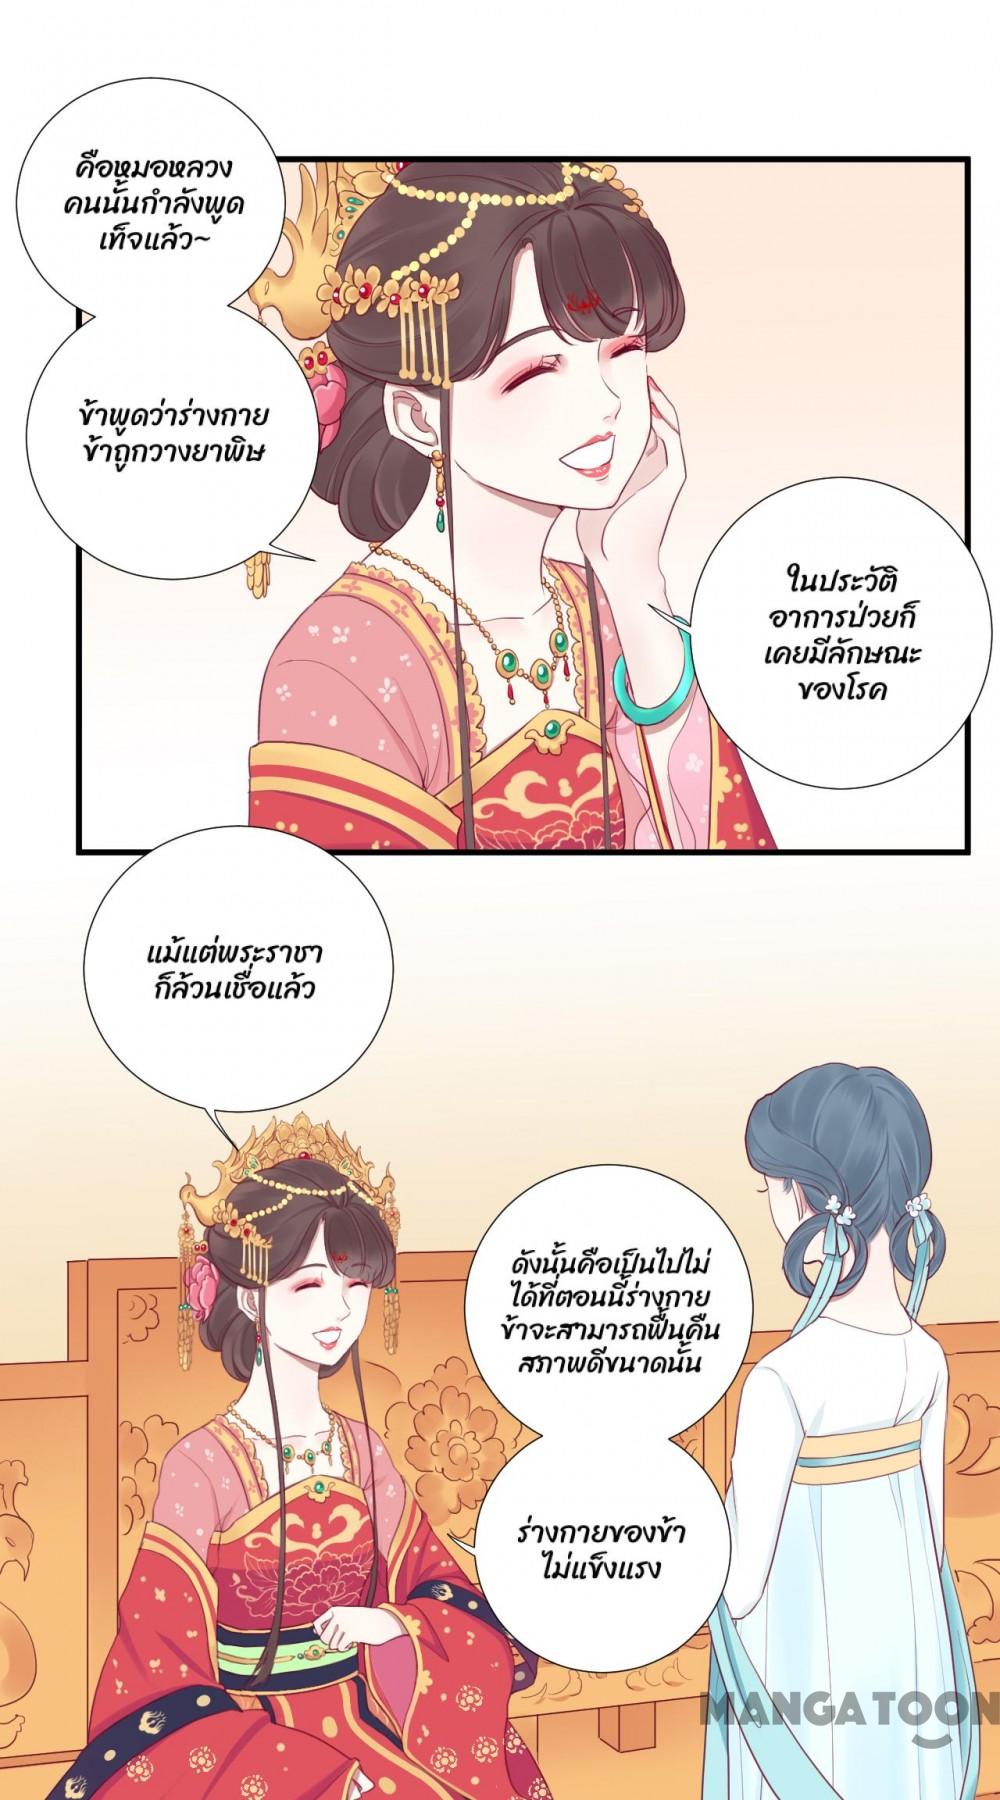 คือหมอหลวง
คนนั้นกำลังพูด
เท็จแล้ว~
ข้าพูดว่าร่างกาย
ข้าถูกวางยาพิษ
ในประวัติ
อาการป่วยก็
เคยมีลักษณะ
ของโรค
แม้แต่พระราชา
ก็ล้วนเชื่อแล้ว
ดังนั้นคือเป็นไปไม่
ได้ที่ตอนนี้ร่างกาย
ข้าจะสามารถฟื้นคืน
สภาพดีขนาดนั้น
ร่างกายของข้า
ไม่แข็งแรง
MANGATOON